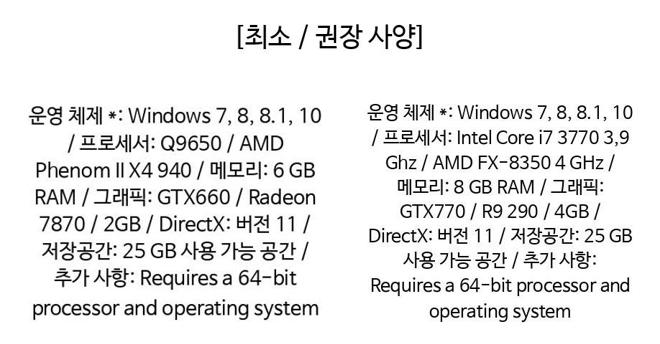 [최소 / 권장 사양]
운영 체제 *: Windows 7, 8, 8.1, 10
/ 프로세서: Q9650 / AMD
Phenom II X4 940 / 메모리: 6 GB
RAM / 그래픽: GTX660 / Radeon
7870 / 2GB / DirectX: 버전 11 /
저장공간: 25 GB 사용 가능 공간 /
추가 사항: Requires a 64-bit
processor and operating system
운영 체제 *: Windows 7, 8, 8.1, 10
/ 프로세서: Intel Core i7 3770 3,9
Ghz / AMD FX-8350 4 GHz /
메모리: 8 GB RAM / 그래픽:
GTX770 / R9 290 / 4GB /
DirectX: 버전 11 / 저장공간: 25 GB
사용 가능 공간 / 추가 사항:
Requires a 64-bit processor and
operating system